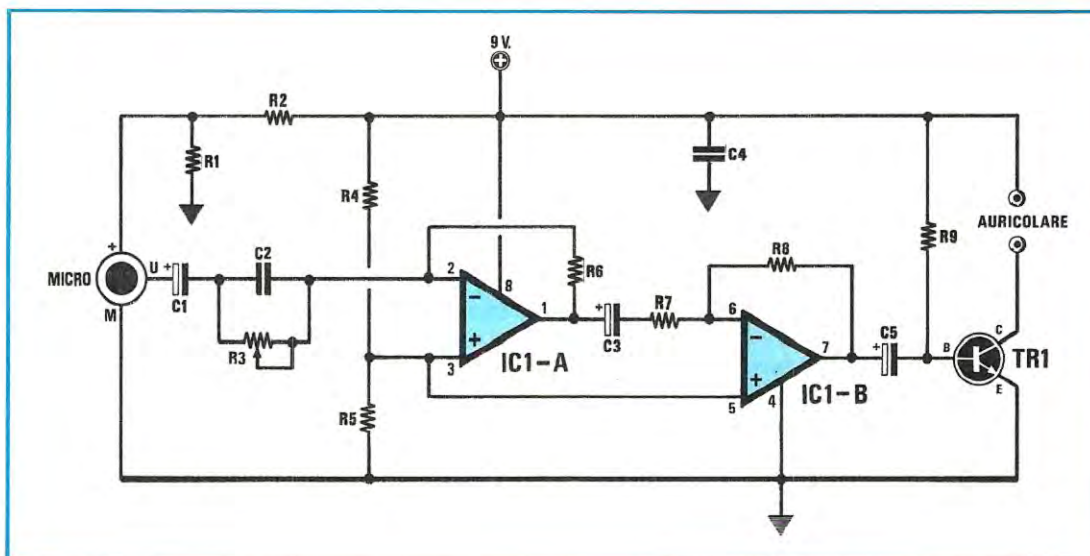 9 V.
R2
R1
R4
C4
R9
AURICOLARE
MICRO
+
U
M
+
C1
C2
R3
2
8
R6
1
3
IC1-A
+
C3
R7
R8
6
7
5
4
IC1-B
+
C5
B
C
E
TR1
R5